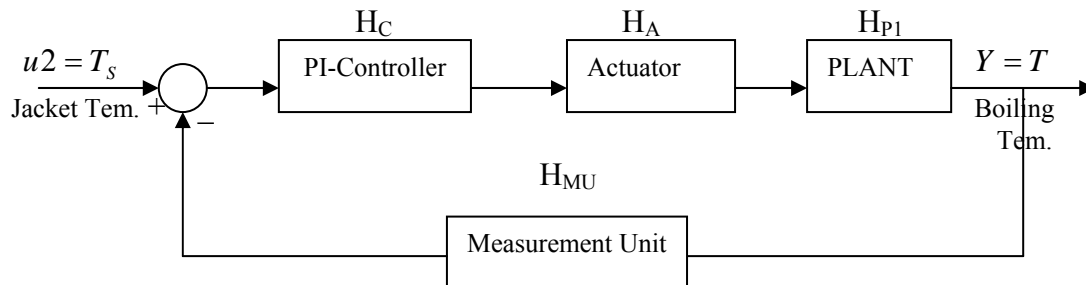 H_C
H_A
H_P1
u2 = T_S
PI-Controller
Actuator
PLANT
Y = T
Jacket Tem.
+
−
Boiling
Tem.
H_MU
Measurement Unit